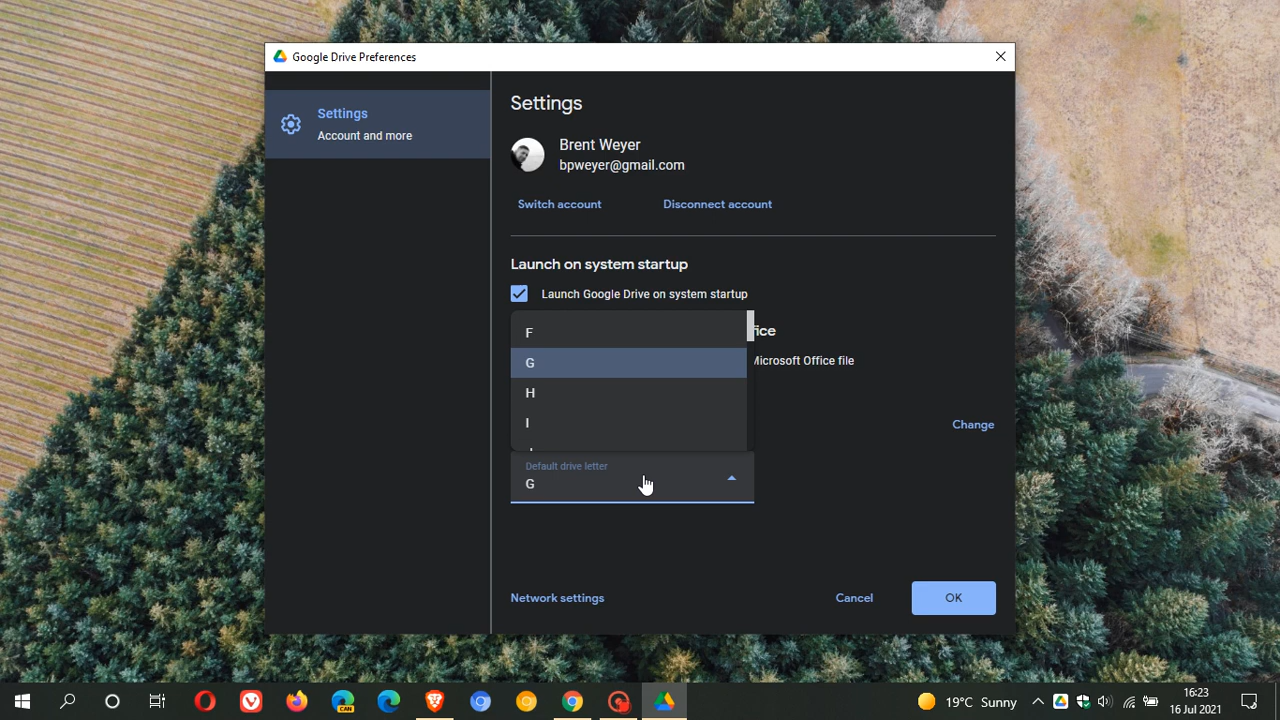 Google Drive Preferences
Settings
Account and more
Settings
Brent Weyer
bpweyer@gmail.com
Switch account
Disconnect account
Launch on system startup
Launch Google Drive on system startup
F
G
H
I
Microsoft Office file
Change
Default drive letter
G
Network settings
Cancel
OK
CAN
19°C Sunny
16:23
16 Jul 2021